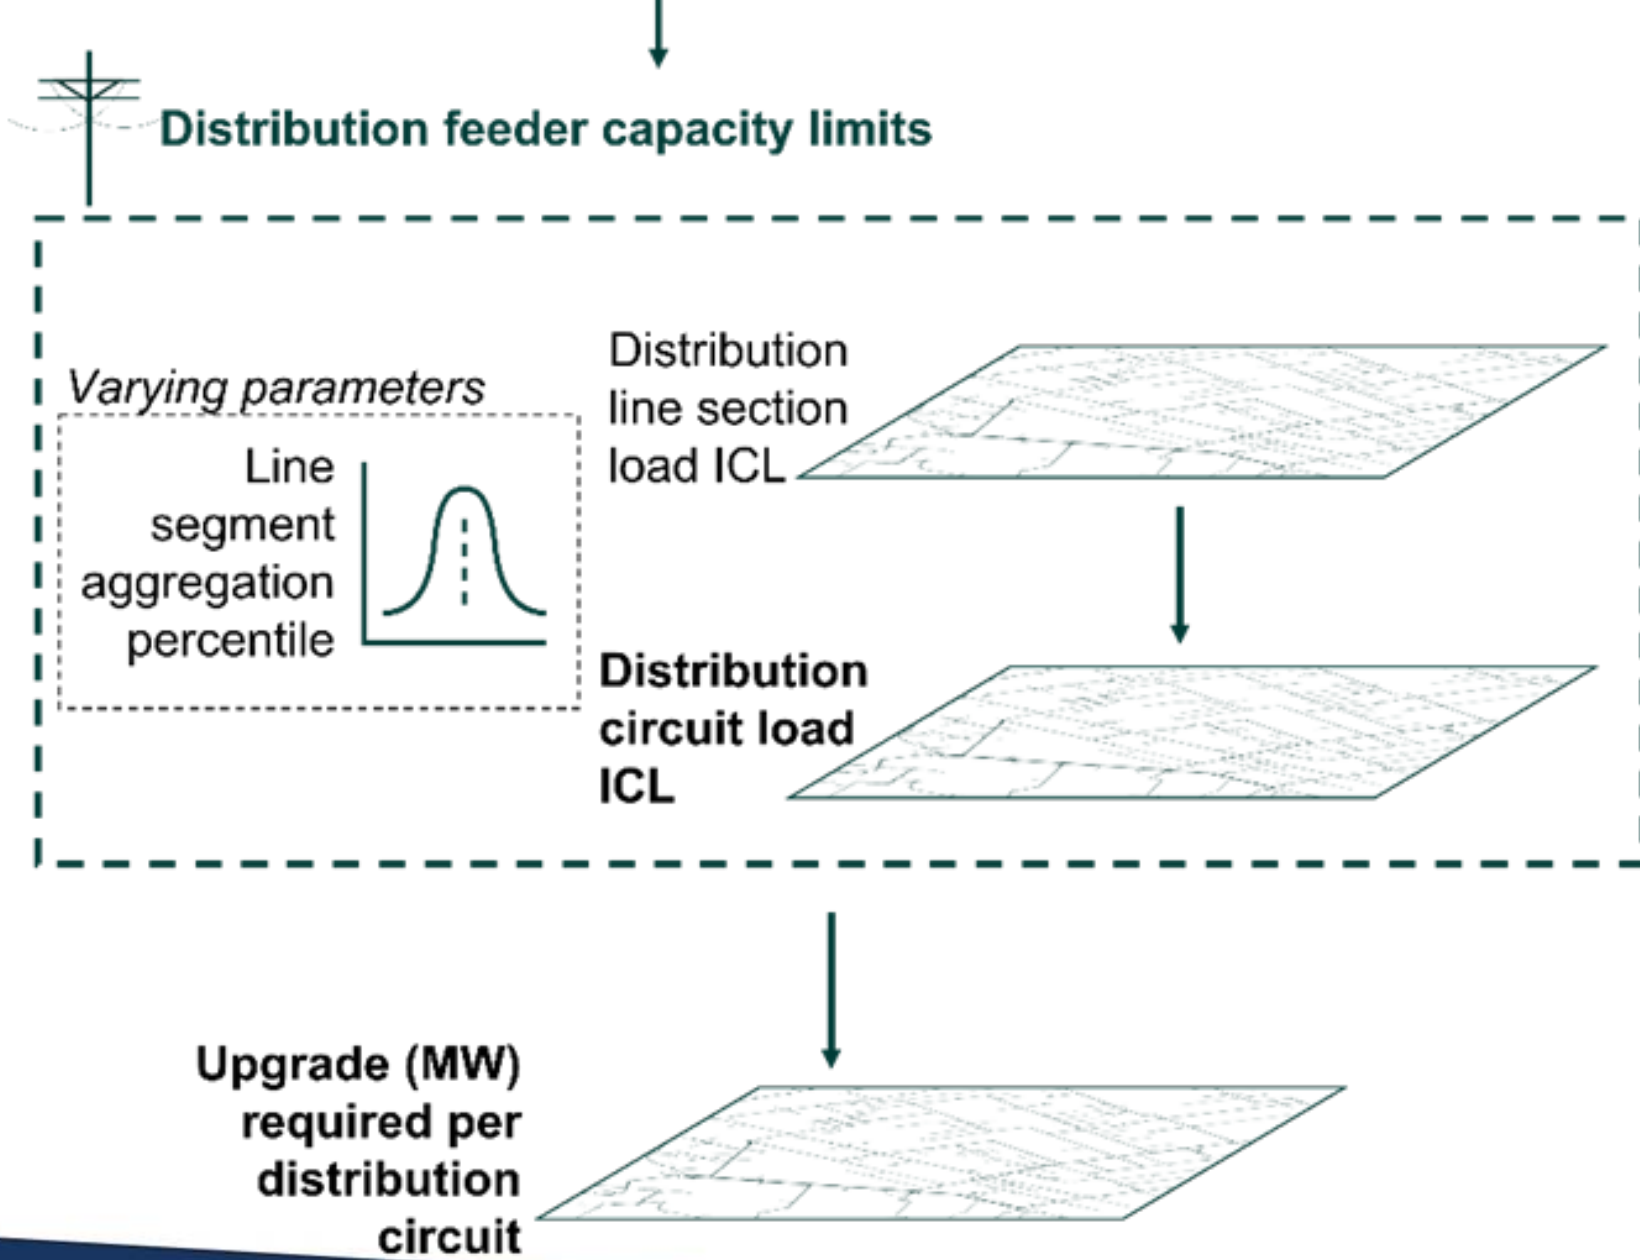 Distribution feeder capacity limits
Varying parameters
Line
segment
aggregation
percentile
Distribution
line section
load ICL
Distribution
circuit load
ICL
Upgrade (MW)
required per
distribution
circuit